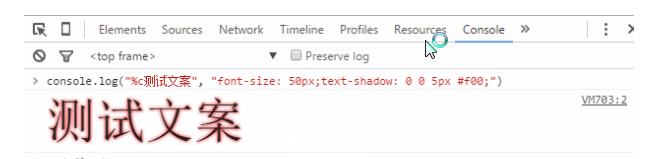 Elements Sources Network Timeline Profiles Resources Console »
<top frame> ▼ Preserve log
> console.log("%c测试文案", "font-size: 50px;text-shadow: 0 0 5px #f00;")
VM703:2
测试文案